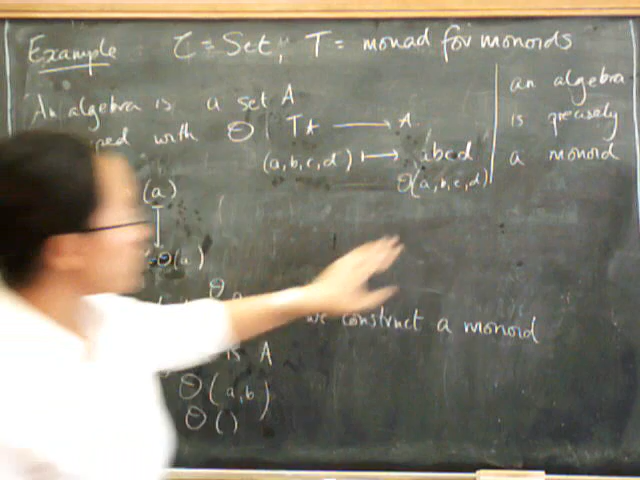 Example τ = Set, T = monad for monoids
An algebra is a set A
with θ TA → A.
(a, b, c, d) ↦ abcd
θ(a, b, c, d)
an algebra
is precisely
a monoid
(a)
θ(a)
θ
we construct a monoid
is A
θ(a,b)
θ()